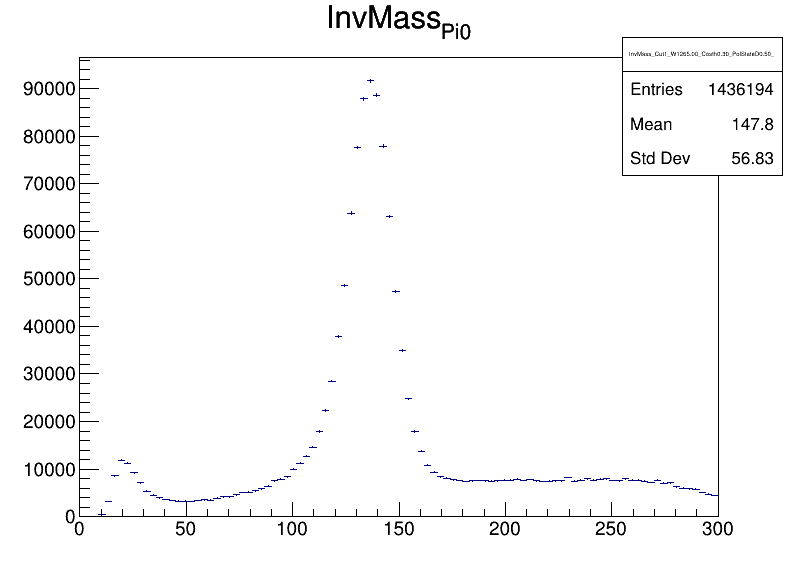 InvMassPi0
InvMass_Cut1_W1265.00_Costh0.30_PolStateD0.50_
Entries 1436194
Mean 147.8
Std Dev 56.83
90000
80000
70000
60000
50000
40000
30000
20000
10000
0
0 50 100 150 200 250 300